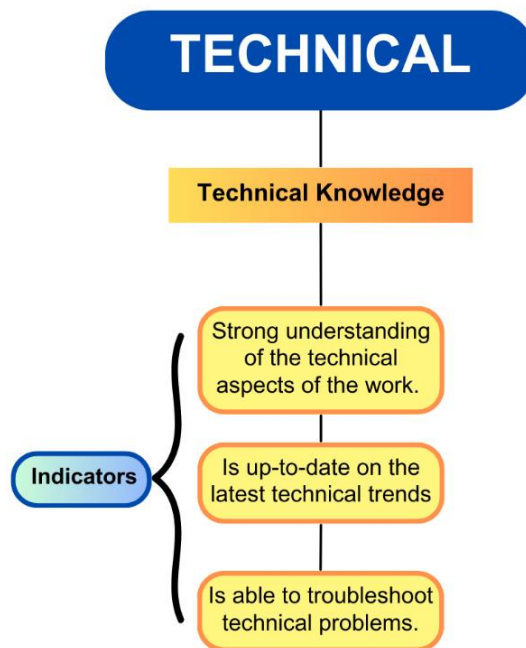 TECHNICAL
Technical Knowledge
Strong understanding
of the technical
aspects of the work.
Indicators
Is up-to-date on the
latest technical trends
Is able to troubleshoot
technical problems.